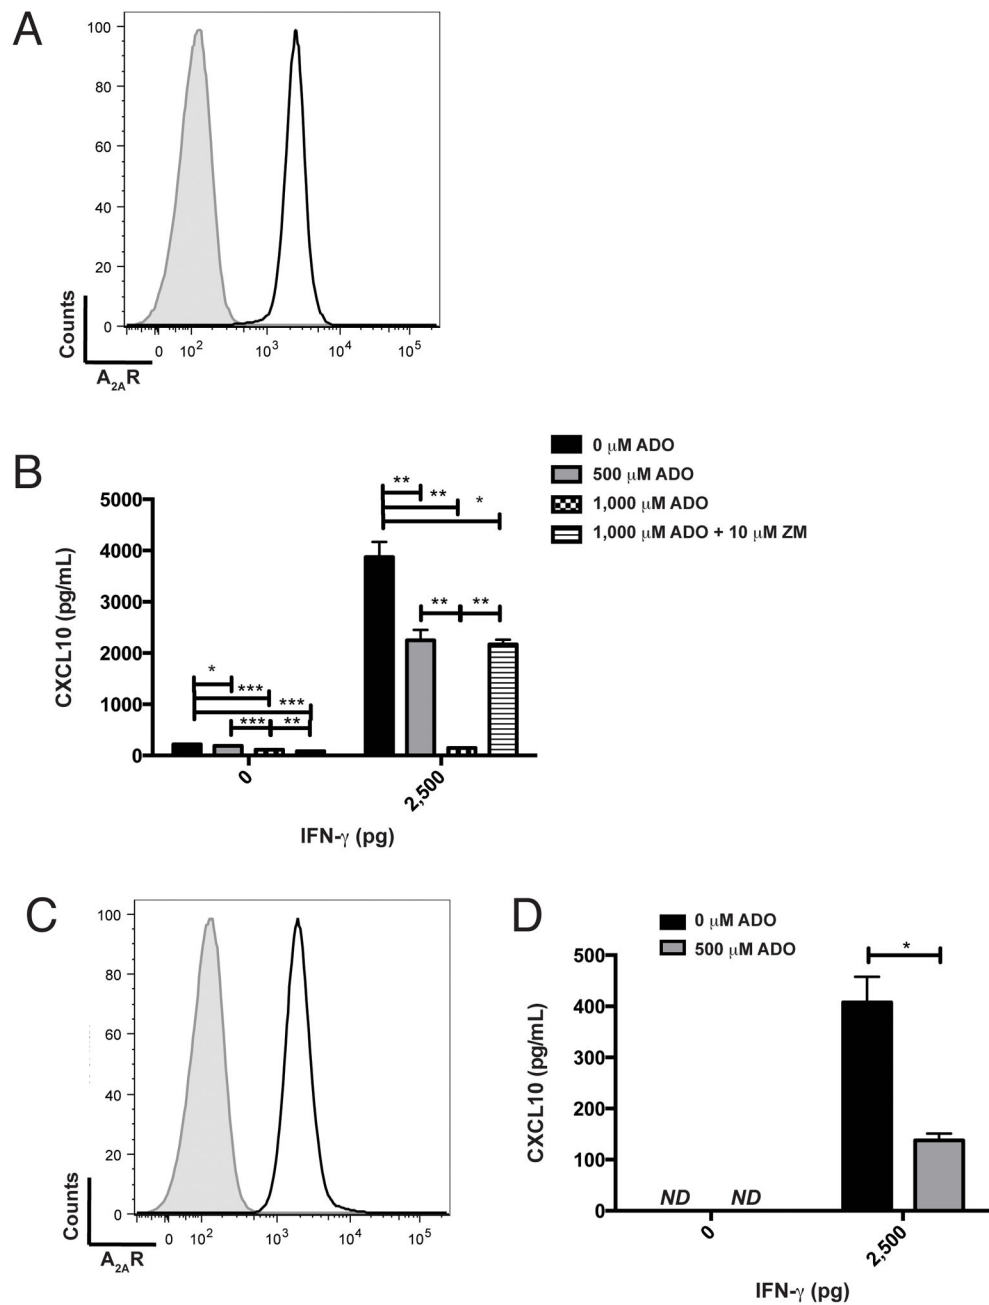 A
100
80
60
40
20
0
Counts
0 10² 10³ 10⁴ 10⁵
A₂ₐR
B
0 μM ADO
500 μM ADO
1,000 μM ADO
1,000 μM ADO + 10 μM ZM
5000
4000
3000
2000
1000
0
CXCL10 (pg/mL)
** ** *
** **
* *** ***
*** **
0 2,500
IFN-γ (pg)
C
100
80
60
40
20
0
Counts
0 10² 10³ 10⁴ 10⁵
A₂ₐR
D
0 μM ADO
500 μM ADO
500
400
300
200
100
0
CXCL10 (pg/mL)
*
ND ND
0 2,500
IFN-γ (pg)